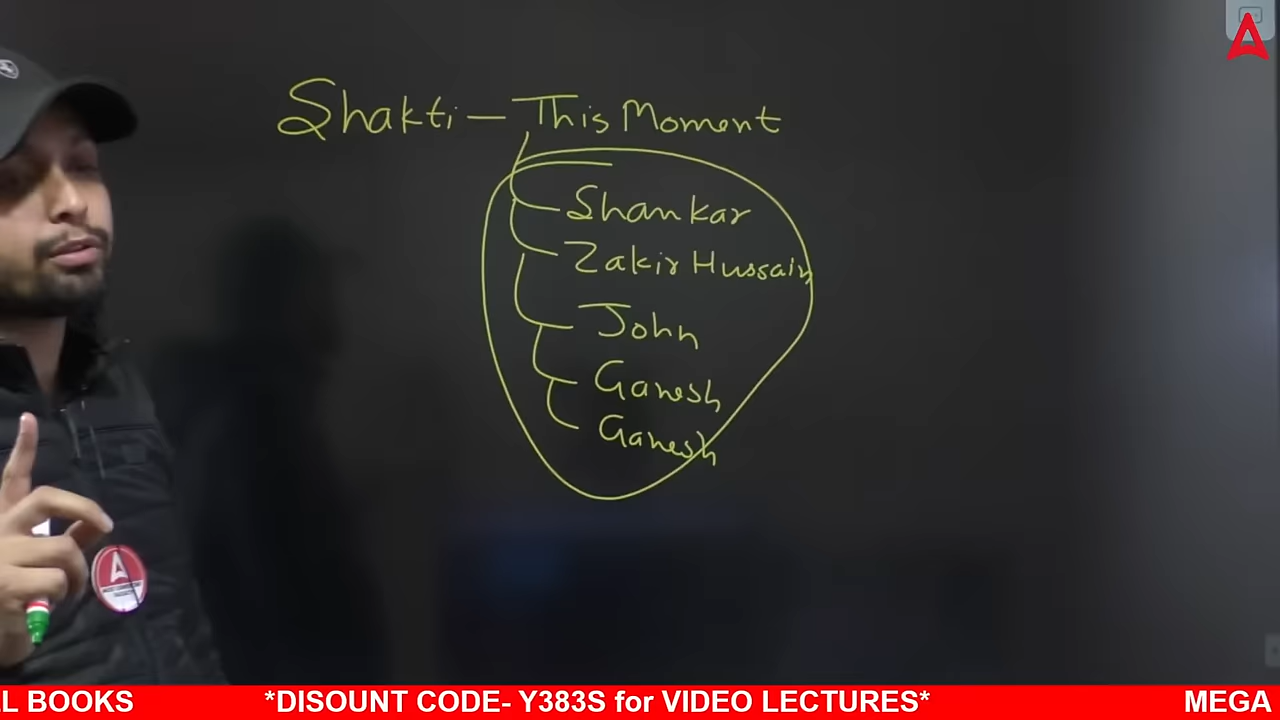 Shakti – This Moment
Shankar
Zakir Hussain
John
Ganesh
Ganesh
L BOOKS *DISOUNT CODE- Y383S for VIDEO LECTURES* MEGA